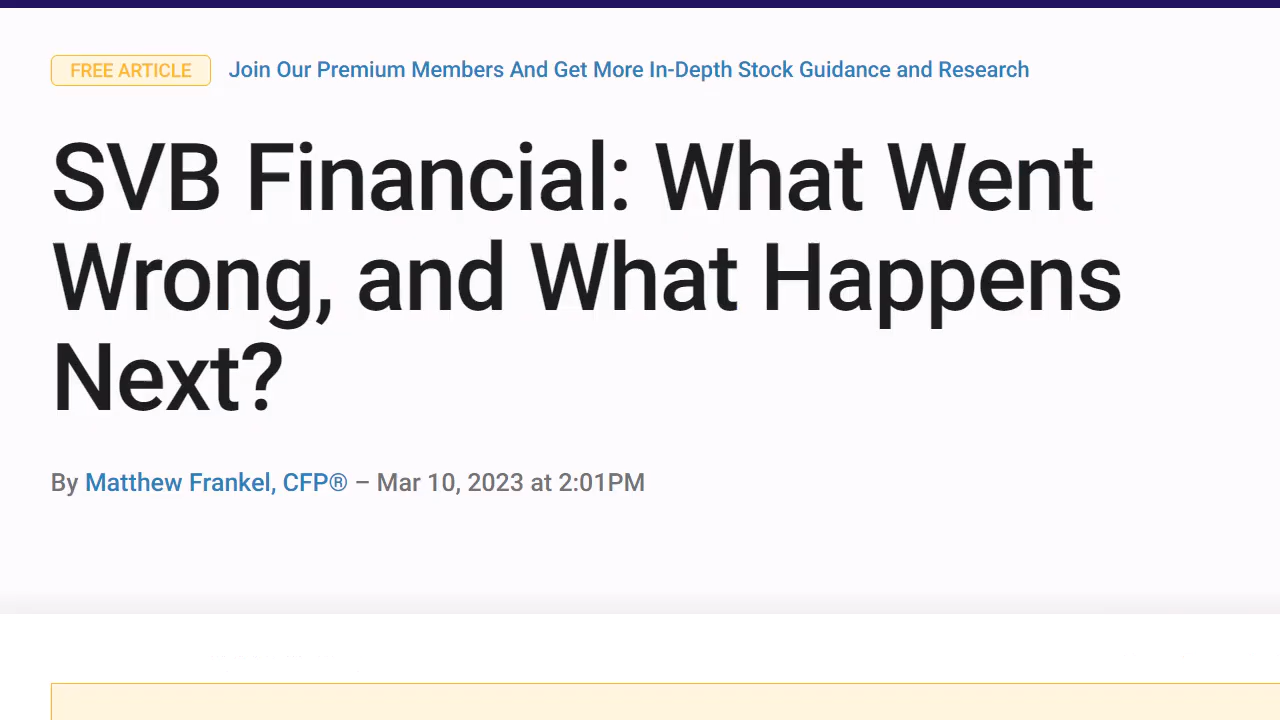 FREE ARTICLE Join Our Premium Members And Get More In-Depth Stock Guidance and Research
SVB Financial: What Went
Wrong, and What Happens
Next?
By Matthew Frankel, CFP® – Mar 10, 2023 at 2:01PM